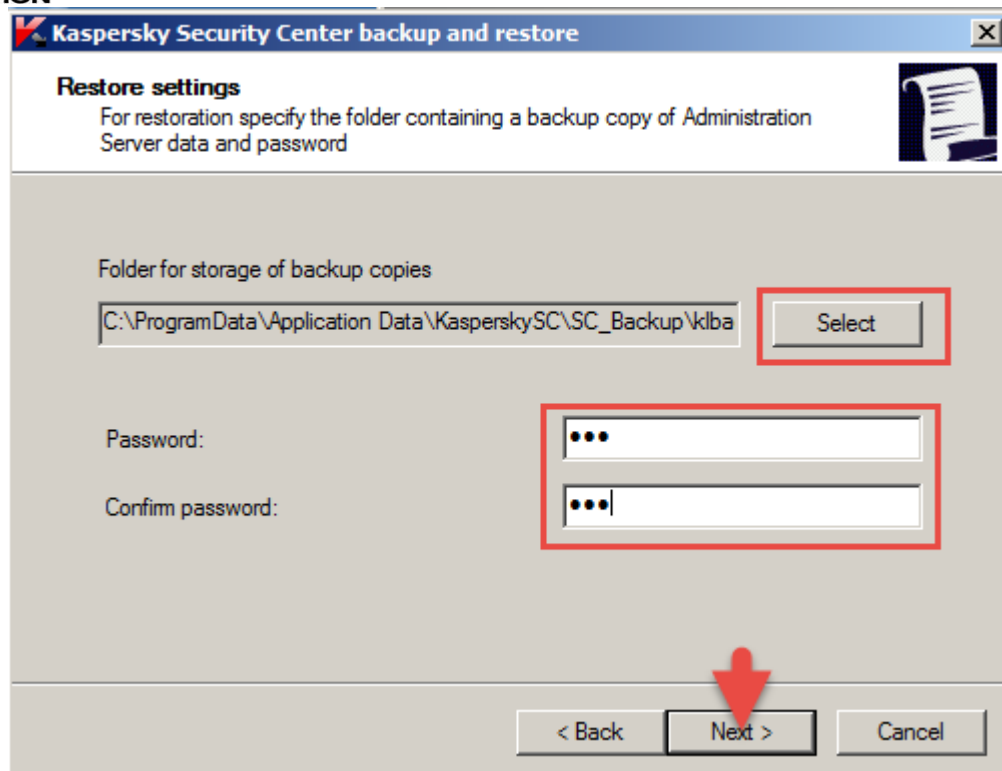 Kaspersky Security Center backup and restore
Restore settings
For restoration specify the folder containing a backup copy of Administration
Server data and password
Folder for storage of backup copies
C:\ProgramData\Application Data\KasperskySC\SC_Backup\klba
Select
Password:
•••
Confirm password:
•••
< Back
Next >
Cancel